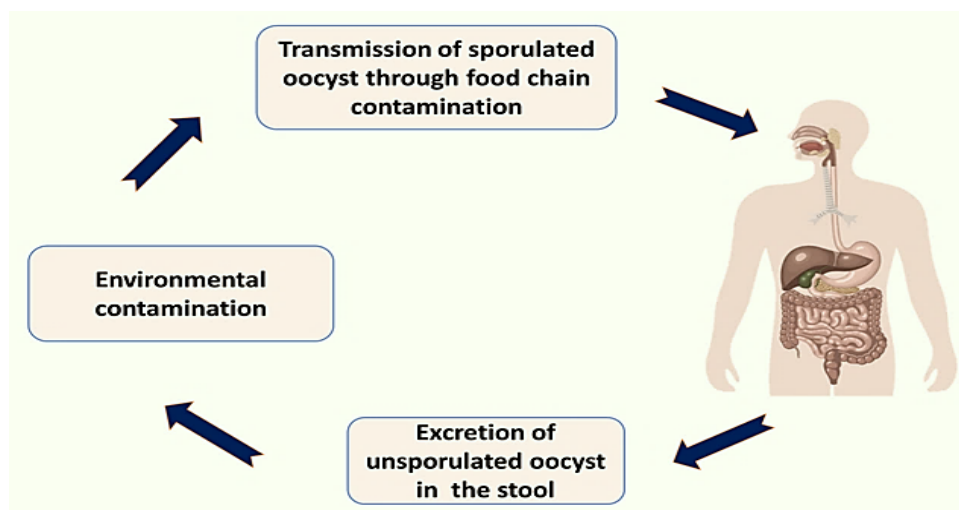 Transmission of sporulated
oocyst through food chain
contamination
Environmental
contamination
Excretion of
unsporulated oocyst
in the stool